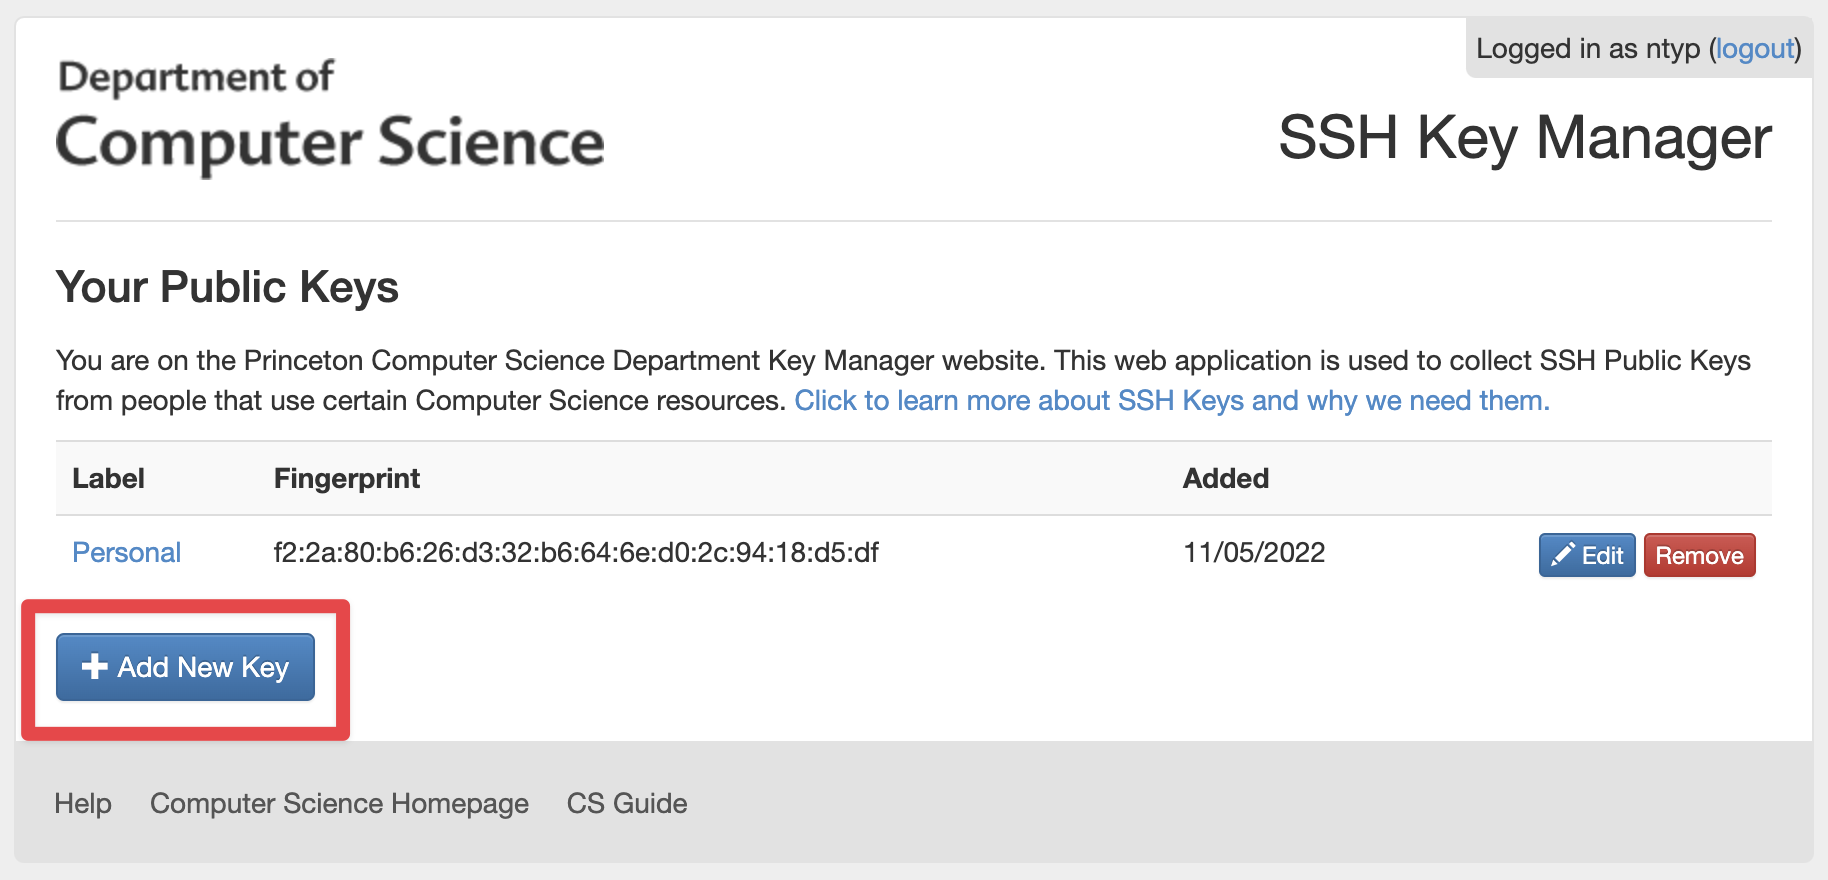 Logged in as ntyp (logout)
Department of
Computer Science
SSH Key Manager
Your Public Keys
You are on the Princeton Computer Science Department Key Manager website. This web application is used to collect SSH Public Keys
from people that use certain Computer Science resources. Click to learn more about SSH Keys and why we need them.
Label Fingerprint Added
Personal f2:2a:80:b6:26:d3:32:b6:64:6e:d0:2c:94:18:d5:df 11/05/2022 Edit Remove
Add New Key
Help Computer Science Homepage CS Guide